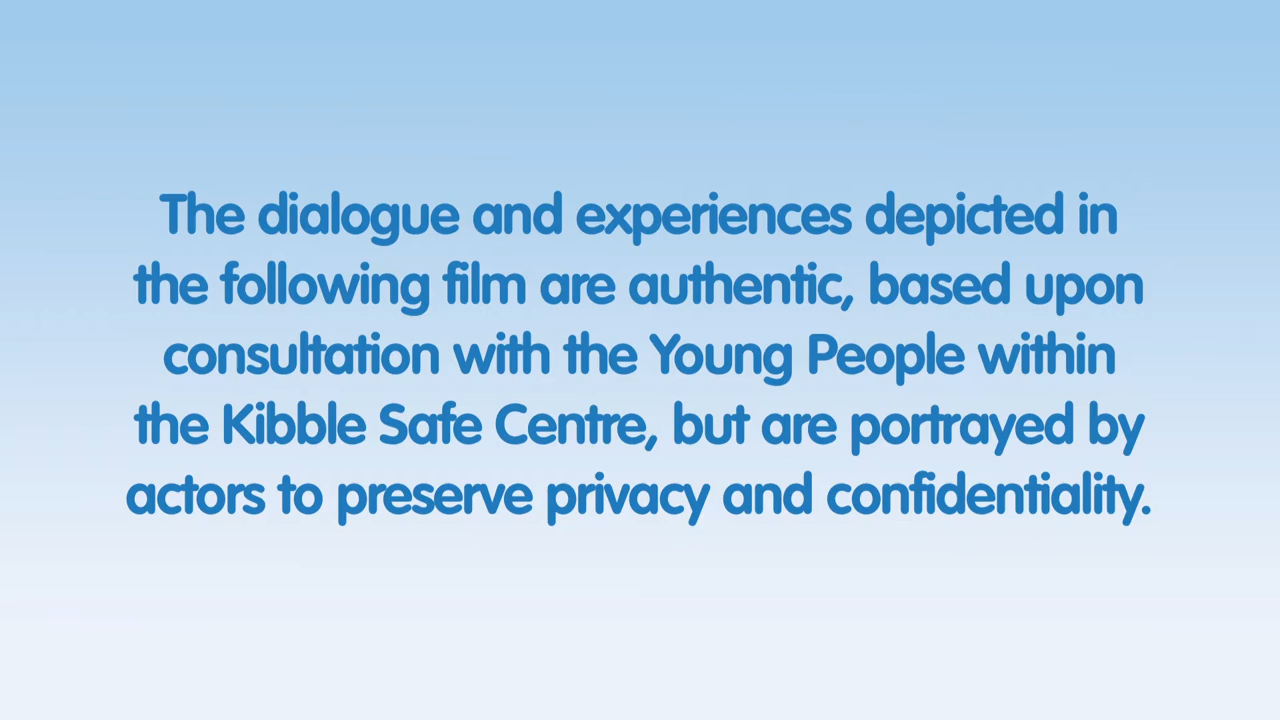 The dialogue and experiences depicted in
the following film are authentic, based upon
consultation with the Young People within
the Kibble Safe Centre, but are portrayed by
actors to preserve privacy and confidentiality.